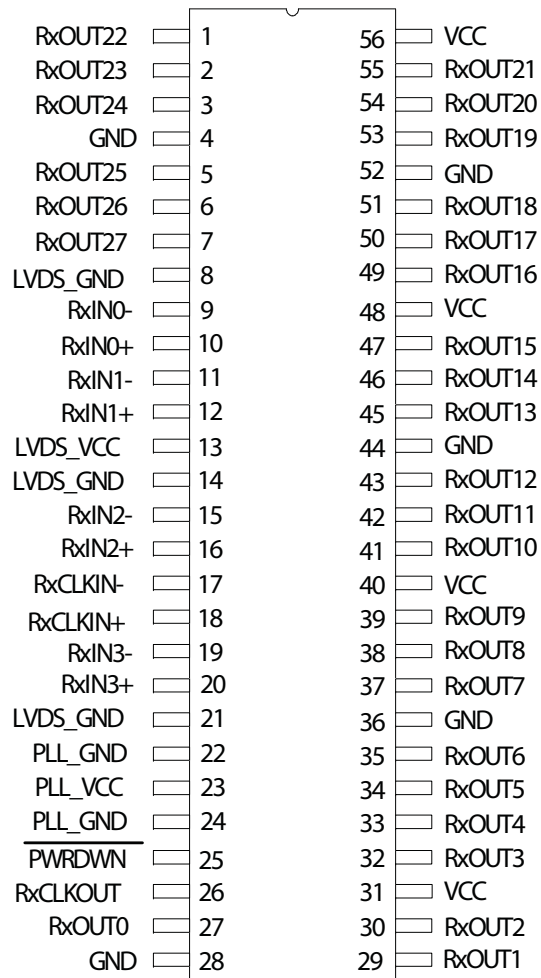 RxOUT22 1 56 VCC
RxOUT23 2 55 RxOUT21
RxOUT24 3 54 RxOUT20
GND 4 53 RxOUT19
RxOUT25 5 52 GND
RxOUT26 6 51 RxOUT18
RxOUT27 7 50 RxOUT17
LVDS_GND 8 49 RxOUT16
RxIN0- 9 48 VCC
RxIN0+ 10 47 RxOUT15
RxIN1- 11 46 RxOUT14
RxIN1+ 12 45 RxOUT13
LVDS_VCC 13 44 GND
LVDS_GND 14 43 RxOUT12
RxIN2- 15 42 RxOUT11
RxIN2+ 16 41 RxOUT10
RxCLKIN- 17 40 VCC
RxCLKIN+ 18 39 RxOUT9
RxIN3- 19 38 RxOUT8
RxIN3+ 20 37 RxOUT7
LVDS_GND 21 36 GND
PLL_GND 22 35 RxOUT6
PLL_VCC 23 34 RxOUT5
PLL_GND 24 33 RxOUT4
PWRDWN 25 32 RxOUT3
RxCLKOUT 26 31 VCC
RxOUT0 27 30 RxOUT2
GND 28 29 RxOUT1